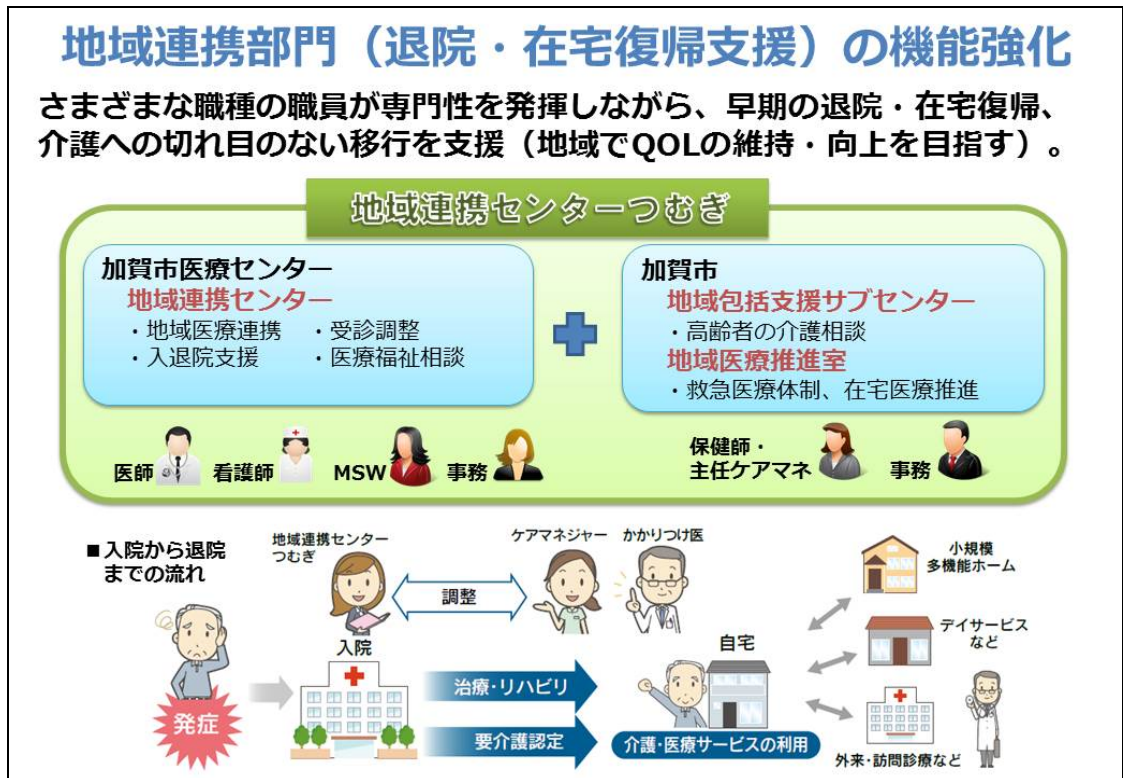 地域連携部門（退院・在宅復帰支援）の機能強化
さまざまな職種の職員が専門性を発揮しながら、早期の退院・在宅復帰、
介護への切れ目のない移行を支援（地域でQOLの維持・向上を目指す）。
地域連携センターつむぎ
加賀市医療センター
地域連携センター
・地域医療連携　・受診調整
・入退院支援　・医療福祉相談
加賀市
地域包括支援サブセンター
・高齢者の介護相談
地域医療推進室
・救急医療体制、在宅医療推進
医師
看護師
MSW
事務
保健師・
主任ケアマネ
事務
■入院から退院
までの流れ
地域連携センター
つむぎ
調整
ケアマネジャー
かかりつけ医
発症
入院
治療・リハビリ
要介護認定
自宅
介護・医療サービスの利用
小規模
多機能ホーム
デイサービス
など
外来・訪問診療など